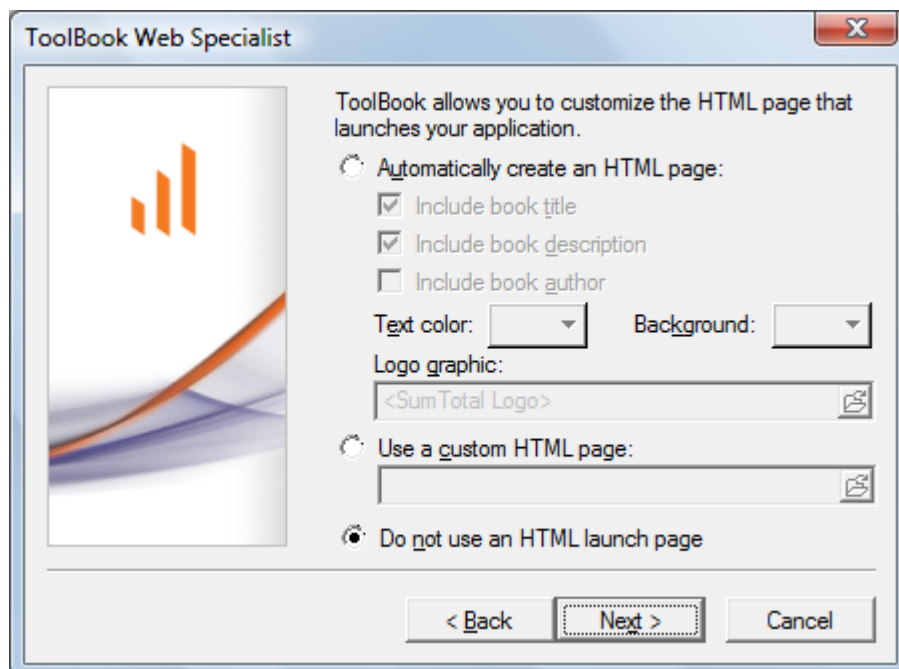 ToolBook Web Specialist
ToolBook allows you to customize the HTML page that
launches your application.
Automatically create an HTML page:
Include book title
Include book description
Include book author
Text color: Background:
Logo graphic:
<SumTotal Logo>
Use a custom HTML page:
Do not use an HTML launch page
< Back Next > Cancel